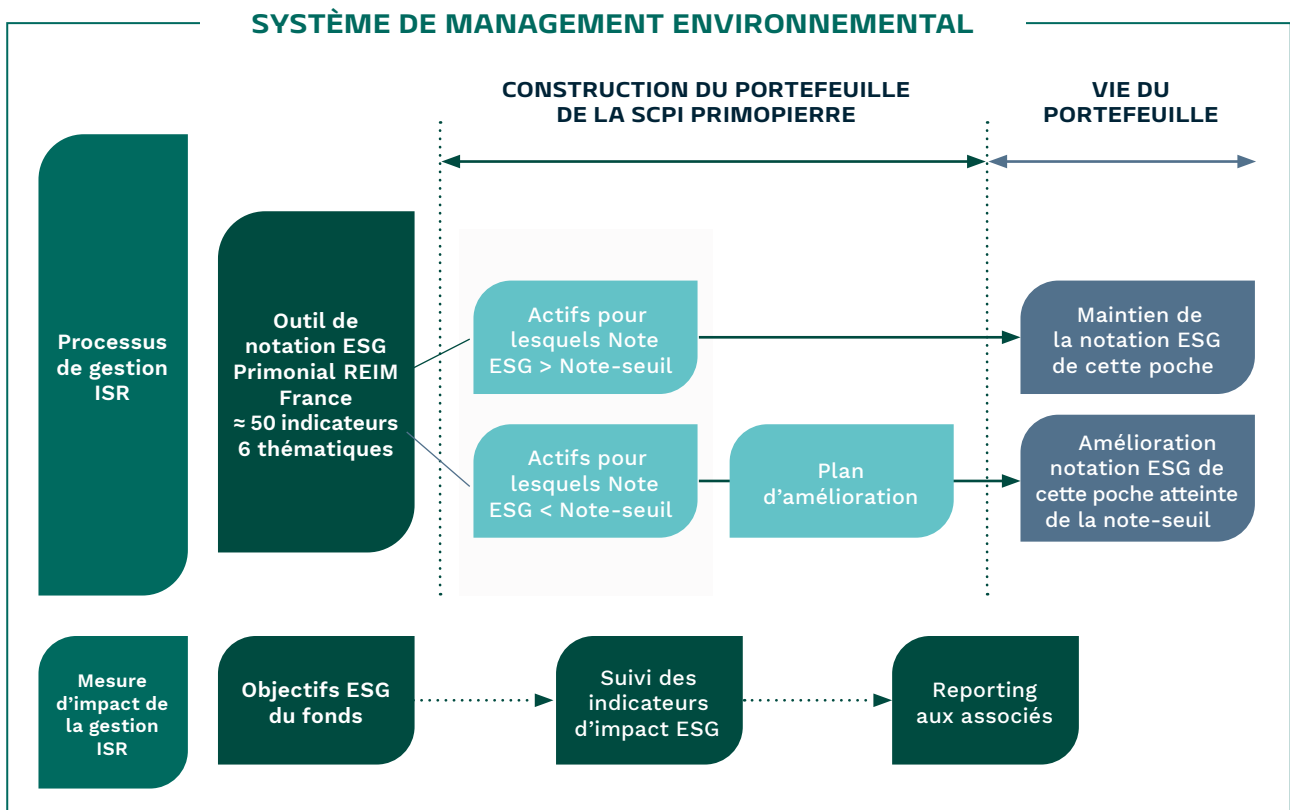 SYSTÈME DE MANAGEMENT ENVIRONNEMENTAL
CONSTRUCTION DU PORTEFEUILLE
DE LA SCPI PRIMOPIERRE
VIE DU
PORTEFEUILLE
Processus
de gestion
ISR
Outil de
notation ESG
Primonial REIM
France
≈ 50 indicateurs
6 thématiques
Actifs pour
lesquels Note
ESG > Note-seuil
Maintien de
la notation ESG
de cette poche
Actifs pour
lesquels Note
ESG < Note-seuil
Plan
d’amélioration
Amélioration
notation ESG de
cette poche atteinte
de la note-seuil
Mesure
d’impact de
la gestion
ISR
Objectifs ESG
du fonds
Suivi des
indicateurs
d’impact ESG
Reporting
aux associés